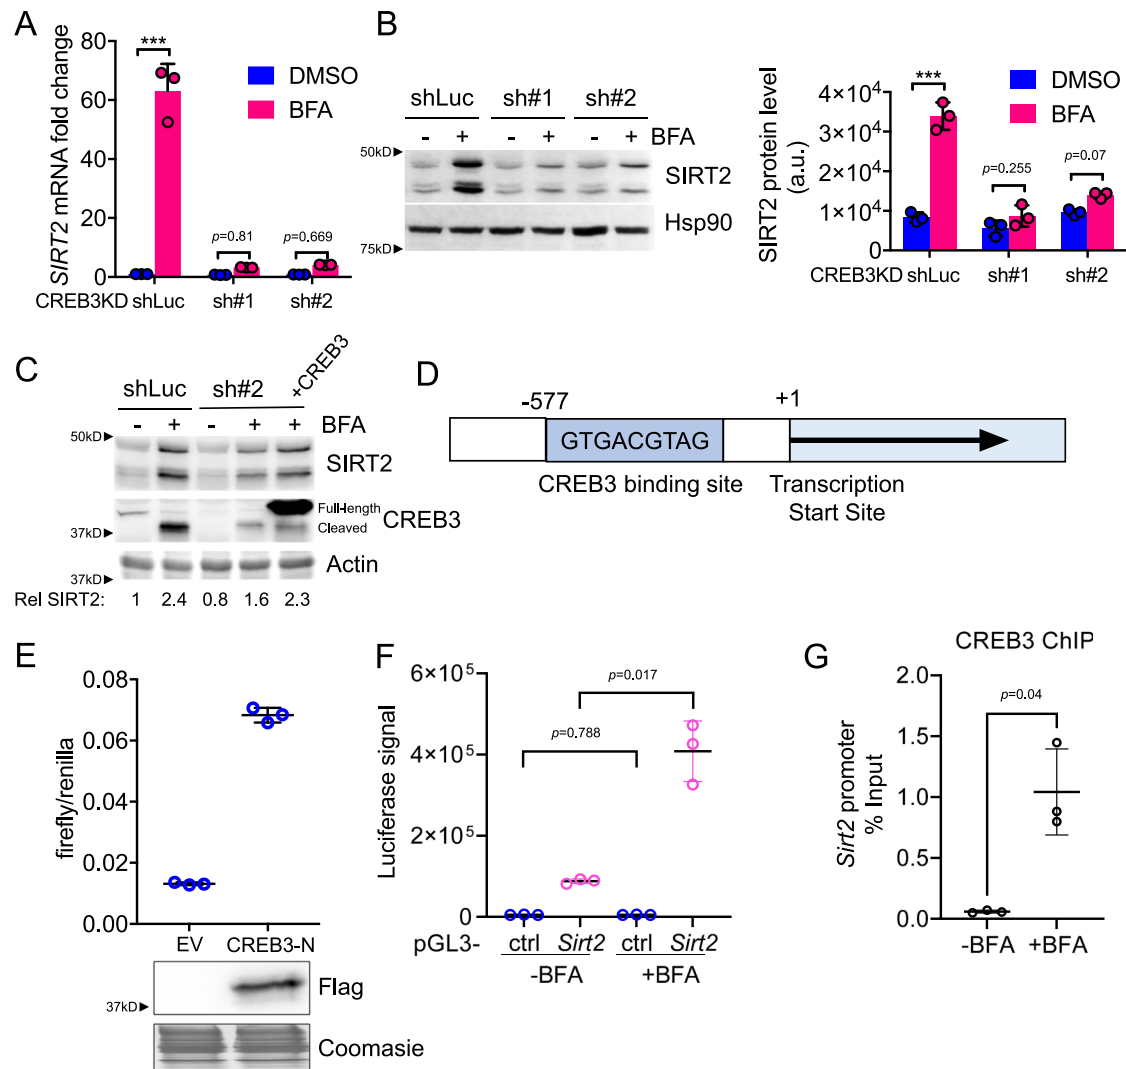 A
SIRT2 mRNA fold change
80
60
40
20
0
***
DMSO
BFA
p=0.81
p=0.669
CREB3KD shLuc sh#1 sh#2
B
shLuc sh#1 sh#2
- + - + - + BFA
50kD
SIRT2
Hsp90
75kD
SIRT2 protein level
(a.u.)
4×10⁴
3×10⁴
2×10⁴
1×10⁴
0
***
DMSO
BFA
p=0.255
p=0.07
CREB3KD shLuc sh#1 sh#2
C
shLuc sh#2 +CREB3
- + - + + BFA
50kD
SIRT2
Full-length
Cleaved
CREB3
37kD
Actin
37kD
Rel SIRT2: 1 2.4 0.8 1.6 2.3
D
-577 +1
GTGACGTAG
CREB3 binding site
Transcription
Start Site
E
firefly/renilla
0.08
0.06
0.04
0.02
0.00
EV CREB3-N
Flag
37kD
Coomasie
F
Luciferase signal
6×10⁵
4×10⁵
2×10⁵
0
p=0.017
p=0.788
pGL3- ctrl Sirt2 ctrl Sirt2
-BFA +BFA
G
CREB3 ChIP
Sirt2 promoter
% Input
2.0
1.5
1.0
0.5
0.0
p=0.04
-BFA +BFA